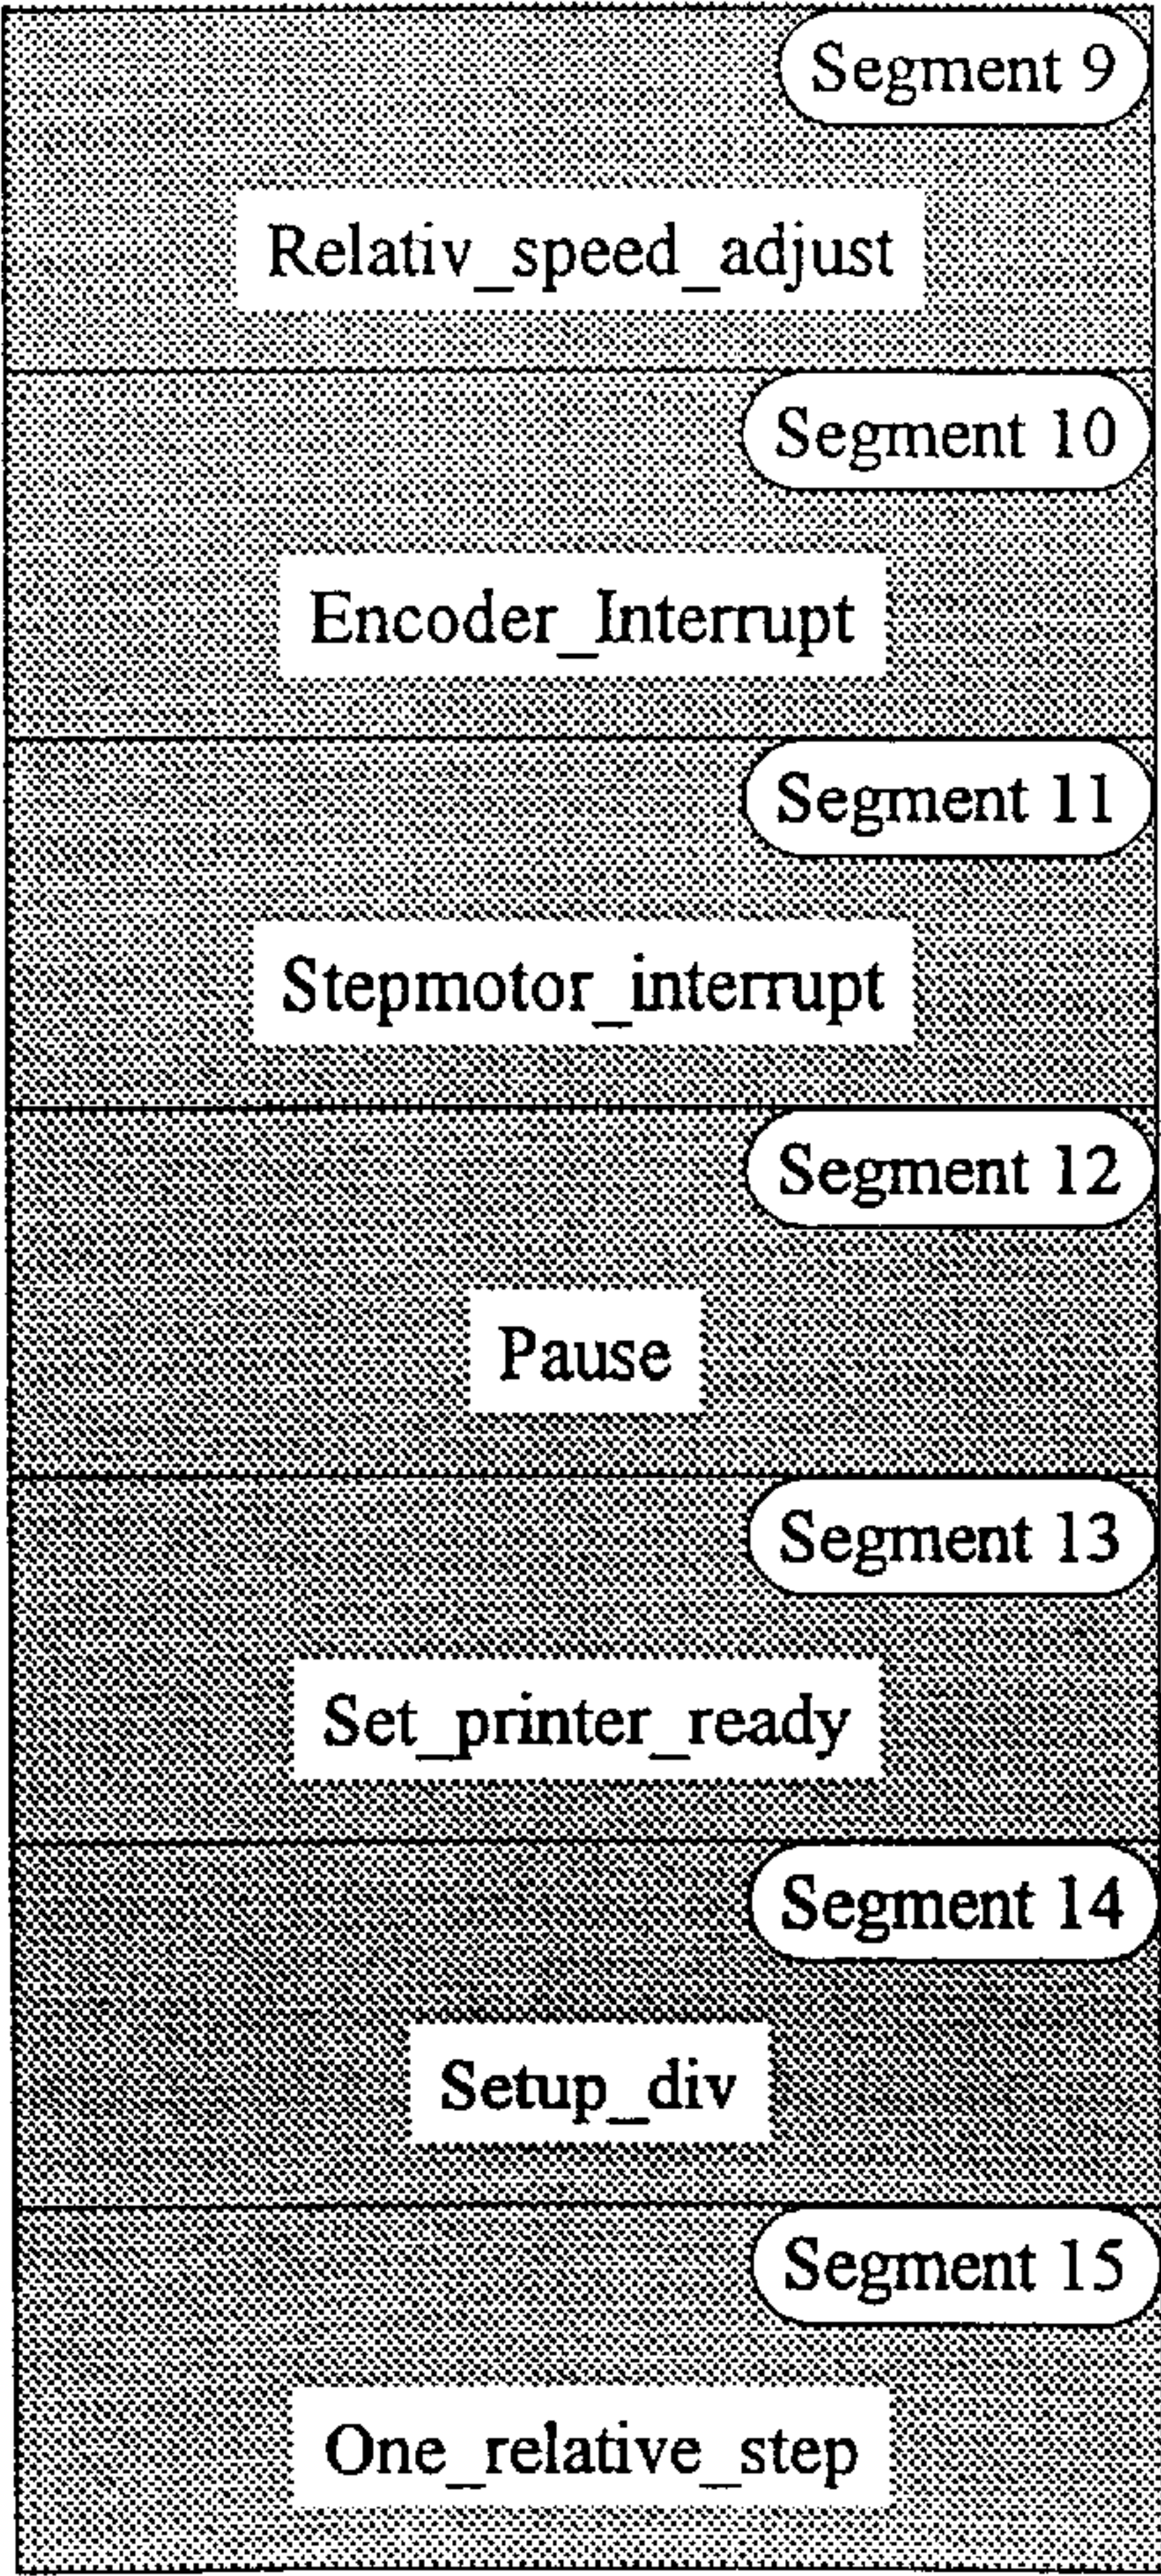 Segment 9
Relativ_speed_adjust
Segment 10
Encoder_Interrupt
Segment 11
Stepmotor_interrupt
Segment 12
Pause
Segment 13
Set_printer_ready
Segment 14
Setup_div
Segment 15
One_relative_step